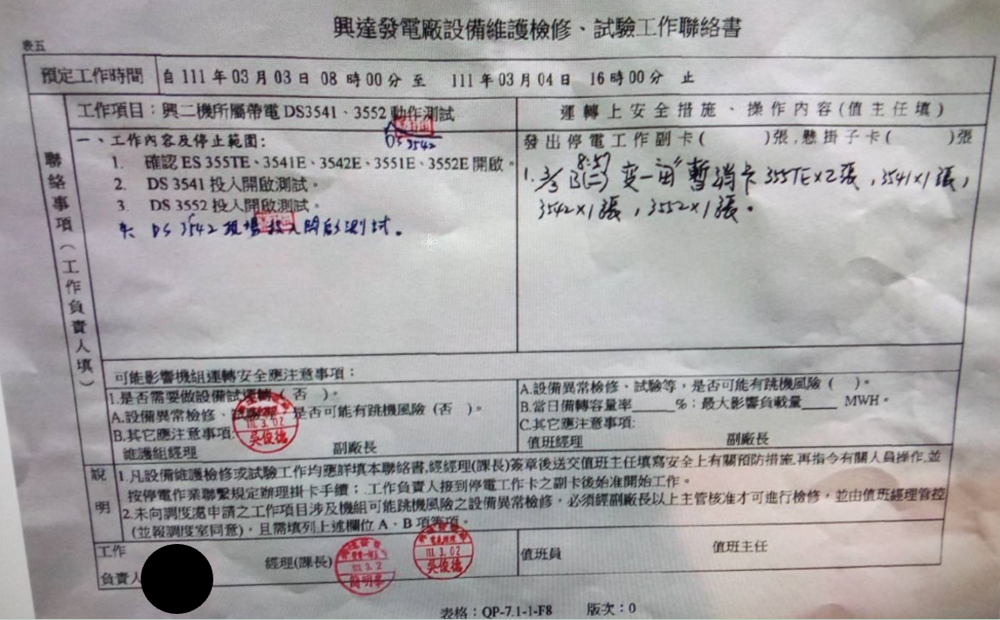 興達發電廠設備維護檢修、試驗工作聯絡書
表五
預定工作時間 自 111 年 03 月 03 日 08 時 00 分 至 111 年 03 月 04 日 16 時 00 分 止
聯絡事項(工作負責人填)
工作項目：興二機所屬帶電 DS3541、3552 動作測試
DS 3542
一、工作內容及停止範圍：
1. 確認 ES 355TE、3541E、3542E、3551E、3552E 開啟。
2. DS 3541 投入開啟測試。
3. DS 3552 投入開啟測試。
4. DS 3542 現場投入開啟測試。
運轉上安全措施、操作內容(值主任填)
發出停電工作副卡( )張,懸掛子卡( )張
1. 3/3 8:57 暫消卡 355TE×2張,3541×1張,
3542×1張,3552×1張。
可能影響機組運轉安全應注意事項：
1.是否需要做設備試運轉( 否 )。
A.設備異常檢修、試驗等,是否可能有跳機風險(否 )。
B.其它應注意事項:
維護組經理 副廠長
111.3.02
吳俊德
A.設備異常檢修、試驗等,是否可能有跳機風險( )。
B.當日備轉容量率_____%：最大影響負載量____ MWH。
C.其它應注意事項:
值班經理 副廠長
說明
1.凡設備維護檢修或試驗工作均應詳填本聯絡書,經經理(課長)簽章後送交值班主任填寫安全上有關預防措施,再指令有關人員操作,並
按停電作業聯繫規定辦理掛卡手續；.工作負責人接到停電工作卡之副卡後始准開始工作。
2.未向調度處申請之工作項目涉及機組可能跳機風險之設備異常檢修,必須經副廠長以上主管核准才可進行檢修,並由值班經理管控
(並報調度室同意),且需填列上述欄位 A、B 項等項。
工作
負責人
經理(課長)
111.3.2
簡明華
111.3.02
吳俊德
值班員 值班主任
表格：QP-7.1-1-F8 版次：0